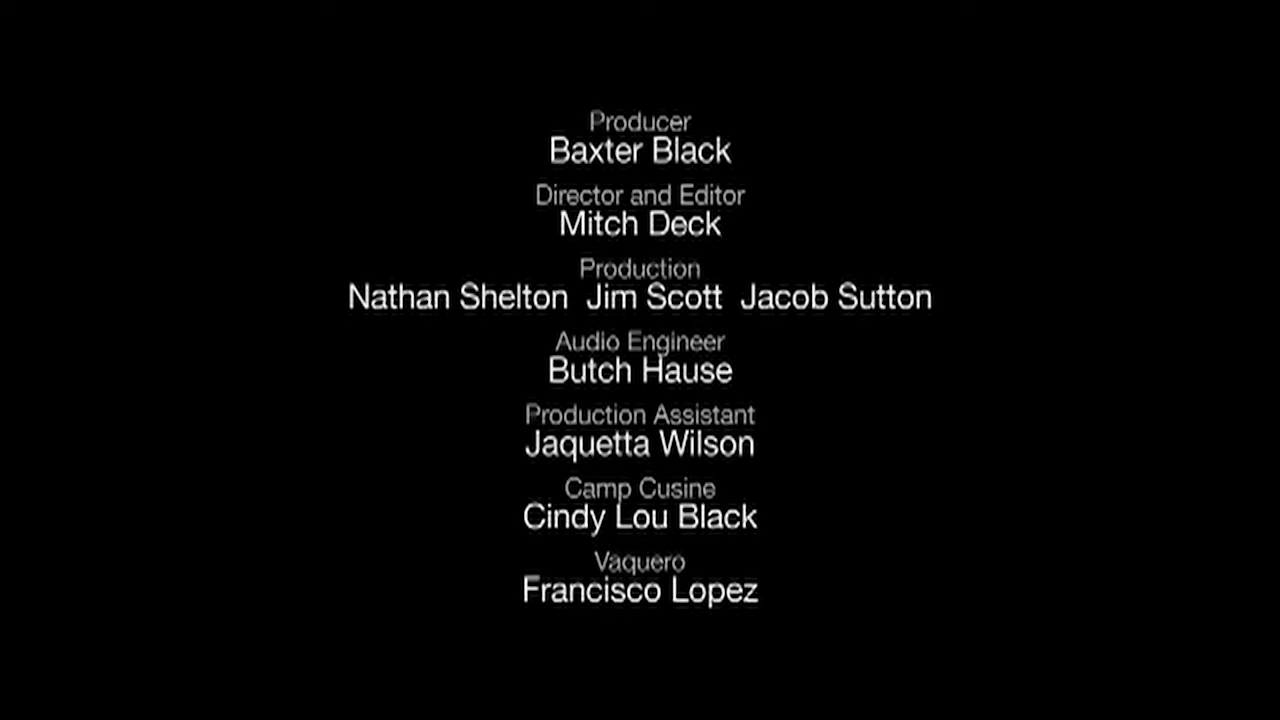 Producer
Baxter Black
Director and Editor
Mitch Deck
Production
Nathan Shelton  Jim Scott  Jacob Sutton
Audio Engineer
Butch Hause
Production Assistant
Jaquetta Wilson
Camp Cusine
Cindy Lou Black
Vaquero
Francisco Lopez